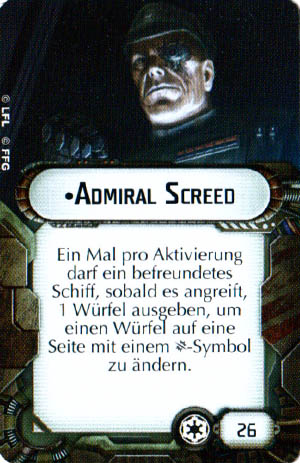 © LFL © FFG
•Admiral Screed
Ein Mal pro Aktivierung
darf ein befreundetes
Schiff, sobald es angreift,
1 Würfel ausgeben, um
einen Würfel auf eine
Seite mit einem -Symbol
zu ändern.
26